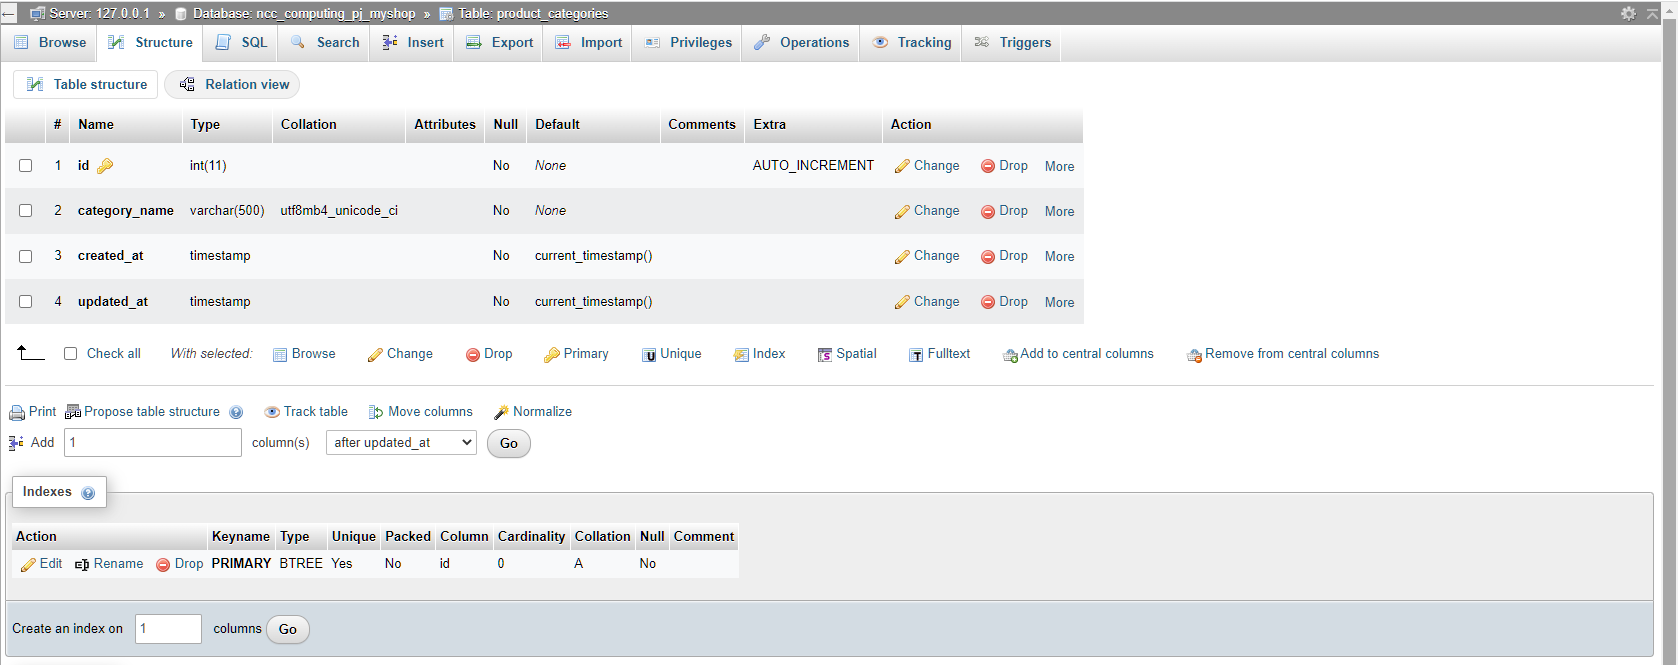 Server: 127.0.0.1 » Database: ncc_computing_pj_myshop » Table: product_categories
Browse Structure SQL Search Insert Export Import Privileges Operations Tracking Triggers
Table structure Relation view
# Name Type Collation Attributes Null Default Comments Extra Action
1 id int(11) No None AUTO_INCREMENT Change Drop More
2 category_name varchar(500) utf8mb4_unicode_ci No None Change Drop More
3 created_at timestamp No current_timestamp() Change Drop More
4 updated_at timestamp No current_timestamp() Change Drop More
Check all With selected: Browse Change Drop Primary Unique Index Spatial Fulltext Add to central columns Remove from central columns
Print Propose table structure Track table Move columns Normalize
Add 1 column(s) after updated_at Go
Indexes
Action Keyname Type Unique Packed Column Cardinality Collation Null Comment
Edit Rename Drop PRIMARY BTREE Yes No id 0 A No
Create an index on 1 columns Go